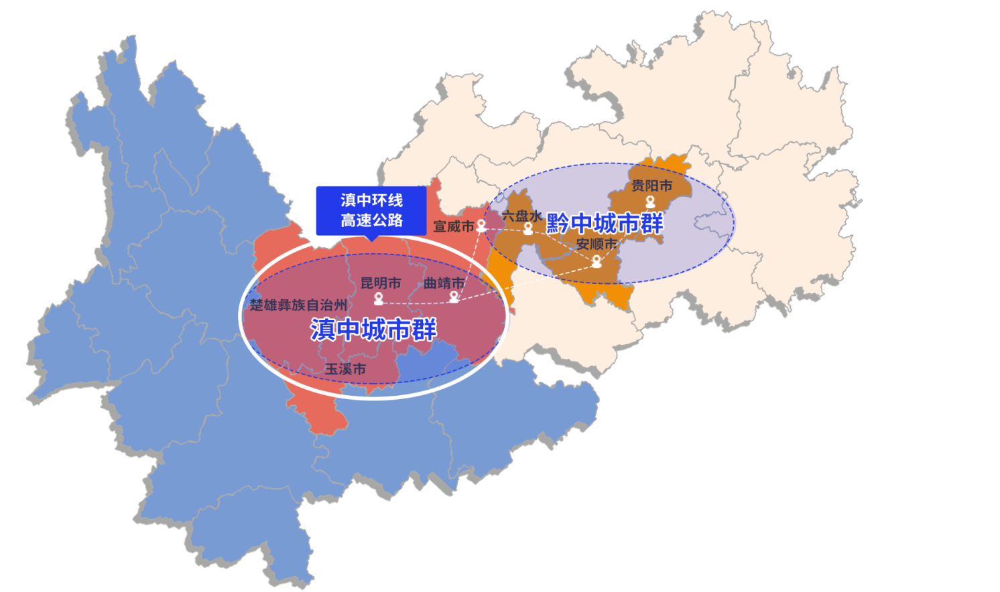 贵阳市
滇中环线
高速公路
宣威市
六盘水
黔中城市群
安顺市
昆明市
曲靖市
楚雄彝族自治州
滇中城市群
玉溪市